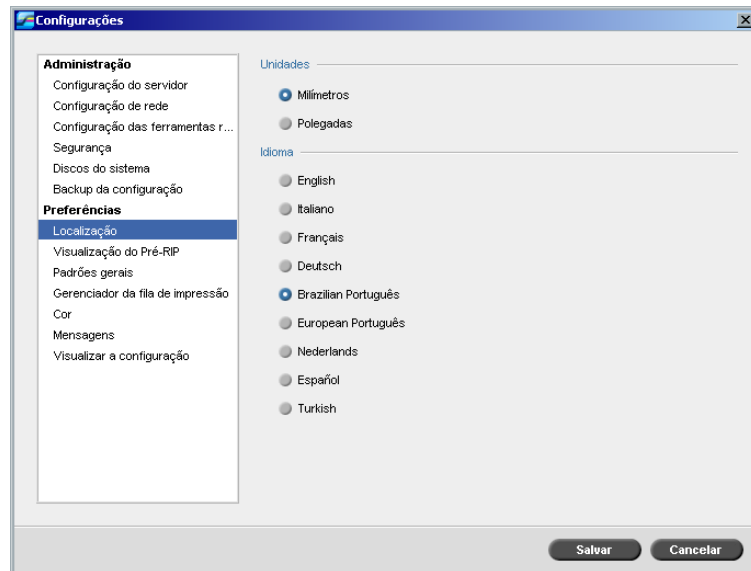 Configurações
Administração
Configuração do servidor
Configuração de rede
Configuração das ferramentas r...
Segurança
Discos do sistema
Backup da configuração
Preferências
Localização
Visualização do Pré-RIP
Padrões gerais
Gerenciador da fila de impressão
Cor
Mensagens
Visualizar a configuração
Unidades
Milímetros
Polegadas
Idioma
English
Italiano
Français
Deutsch
Brazilian Português
European Português
Nederlands
Español
Turkish
Salvar
Cancelar